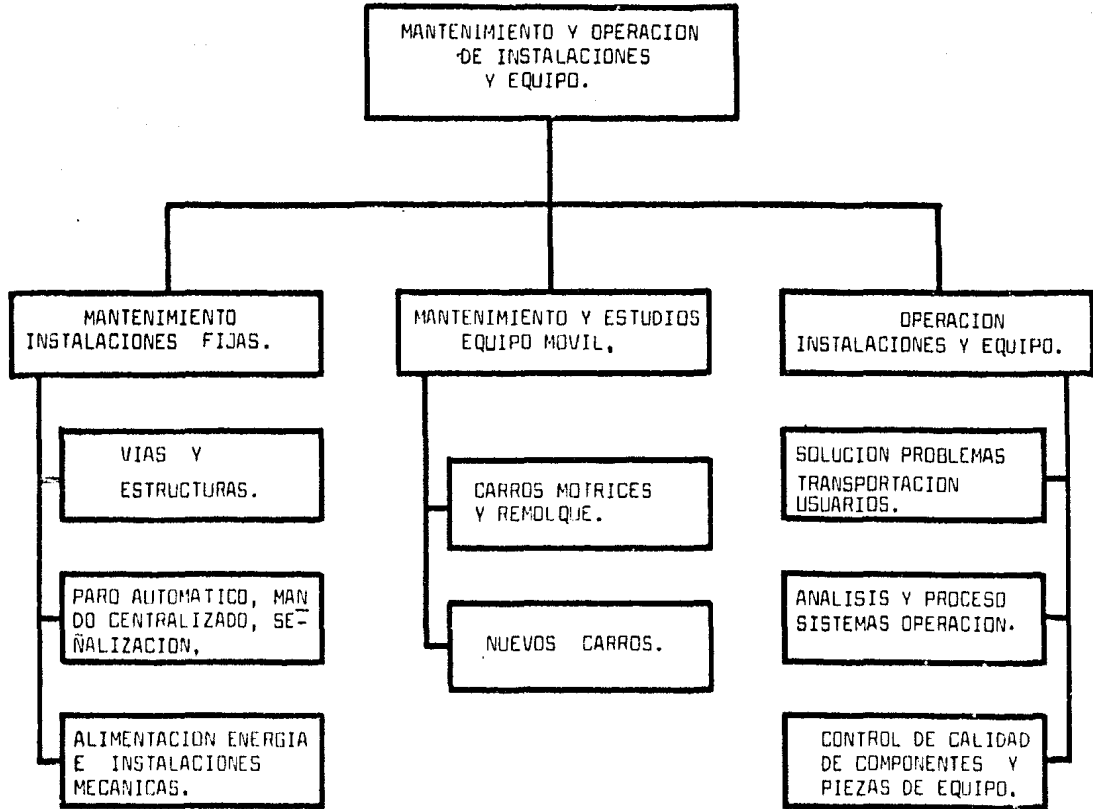 MANTENIMIENTO Y OPERACION
DE INSTALACIONES
Y EQUIPO.
MANTENIMIENTO
INSTALACIONES FIJAS.
VIAS Y
ESTRUCTURAS.
PARO AUTOMATICO, MAN
DO CENTRALIZADO, SE-
ÑALIZACION.
ALIMENTACION ENERGIA
E INSTALACIONES
MECANICAS.
MANTENIMIENTO Y ESTUDIOS
EQUIPO MOVIL.
CARROS MOTRICES
Y REMOLQUE.
NUEVOS CARROS.
OPERACION
INSTALACIONES Y EQUIPO.
SOLUCION PROBLEMAS
TRANSPORTACION
USUARIOS.
ANALISIS Y PROCESO
SISTEMAS OPERACION.
CONTROL DE CALIDAD
DE COMPONENTES Y
PIEZAS DE EQUIPO.